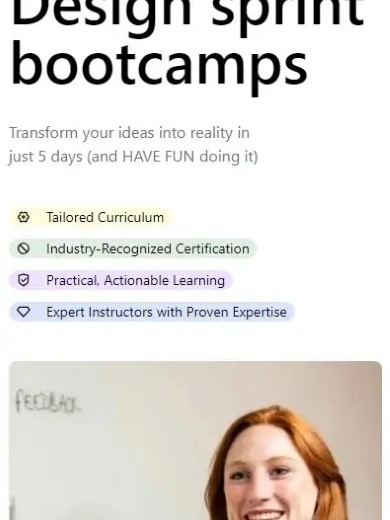 Design sprint
bootcamps
Transform your ideas into reality in
just 5 days (and HAVE FUN doing it)
Tailored Curriculum
Industry-Recognized Certification
Practical, Actionable Learning
Expert Instructors with Proven Expertise
FEEDBACK